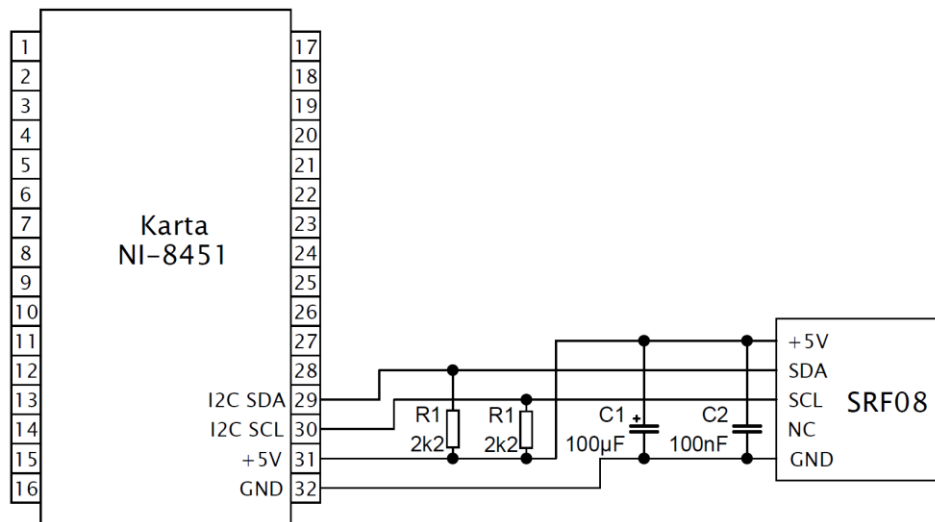 1
2
3
4
5
6
7
8
9
10
11
12
13
14
15
16
Karta
NI-8451
17
18
19
20
21
22
23
24
25
26
27
28
I2C SDA 29
I2C SCL 30
+5V 31
GND 32
R1
2k2
R1
2k2
C1 +
100µF
C2
100nF
+5V
SDA
SCL
NC
GND
SRF08